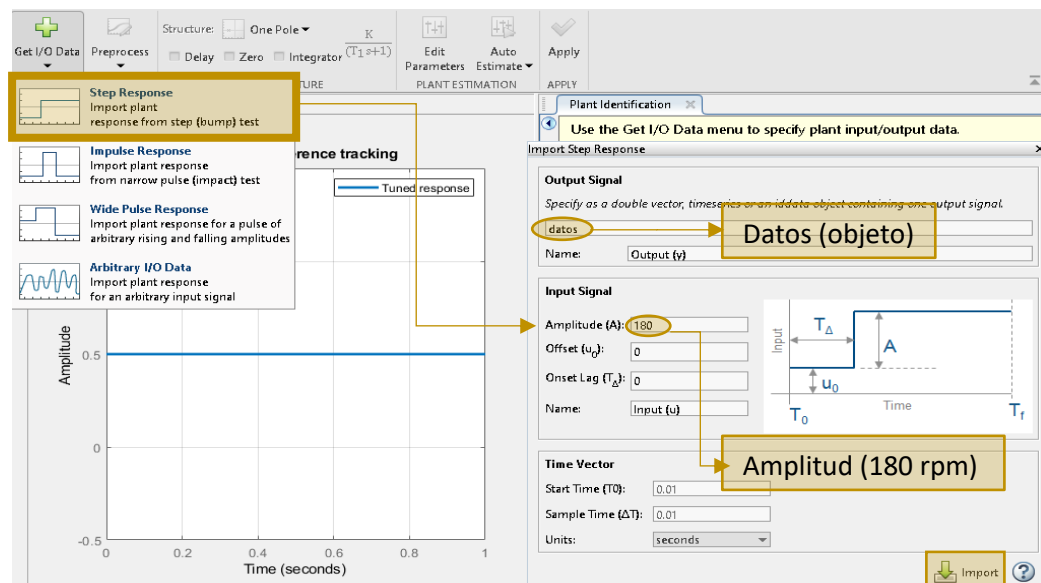 Get I/O Data
Preprocess
Structure:
One Pole
Delay
Zero
Integrator
K
(T1s+1)
Edit
Parameters
Auto
Estimate
Apply
TURE
PLANT ESTIMATION
APPLY
Step Response
Import plant
response from step (bump) test
Impulse Response
Import plant response
from narrow pulse (impact) test
Wide Pulse Response
Import plant response for a pulse of
arbitrary rising and falling amplitudes
Arbitrary I/O Data
Import plant response
for an arbitrary input signal
erence tracking
Tuned response
Amplitude
0.5
0
-0.5
0
0.2
0.4
0.6
0.8
1
Time (seconds)
Plant Identification
Use the Get I/O Data menu to specify plant input/output data.
Import Step Response
Output Signal
Specify as a double vector, timeseries or an iddata object containing one output signal.
datos
Datos (objeto)
Name:
Output (y)
Input Signal
Amplitude (A):
180
Offset (u0):
0
Onset Lag (TΔ):
0
Name:
Input (u)
Input
TΔ
A
u0
T0
Time
Tf
Amplitud (180 rpm)
Time Vector
Start Time (T0):
0.01
Sample Time (ΔT):
0.01
Units:
seconds
Import
?